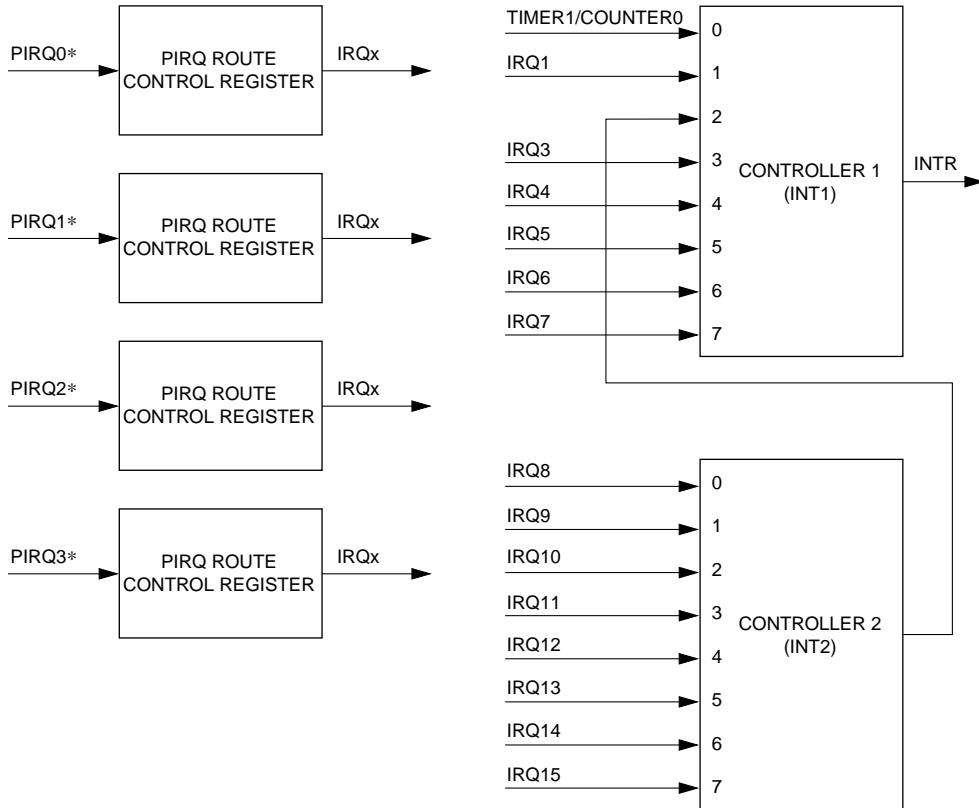 PIRQ0*
PIRQ ROUTE
CONTROL REGISTER
IRQx
PIRQ1*
PIRQ ROUTE
CONTROL REGISTER
IRQx
PIRQ2*
PIRQ ROUTE
CONTROL REGISTER
IRQx
PIRQ3*
PIRQ ROUTE
CONTROL REGISTER
IRQx
TIMER1/COUNTER0
0
IRQ1
1
2
IRQ3
3
IRQ4
4
IRQ5
5
IRQ6
6
IRQ7
7
CONTROLLER 1
(INT1)
INTR
IRQ8
0
IRQ9
1
IRQ10
2
IRQ11
3
IRQ12
4
IRQ13
5
IRQ14
6
IRQ15
7
CONTROLLER 2
(INT2)